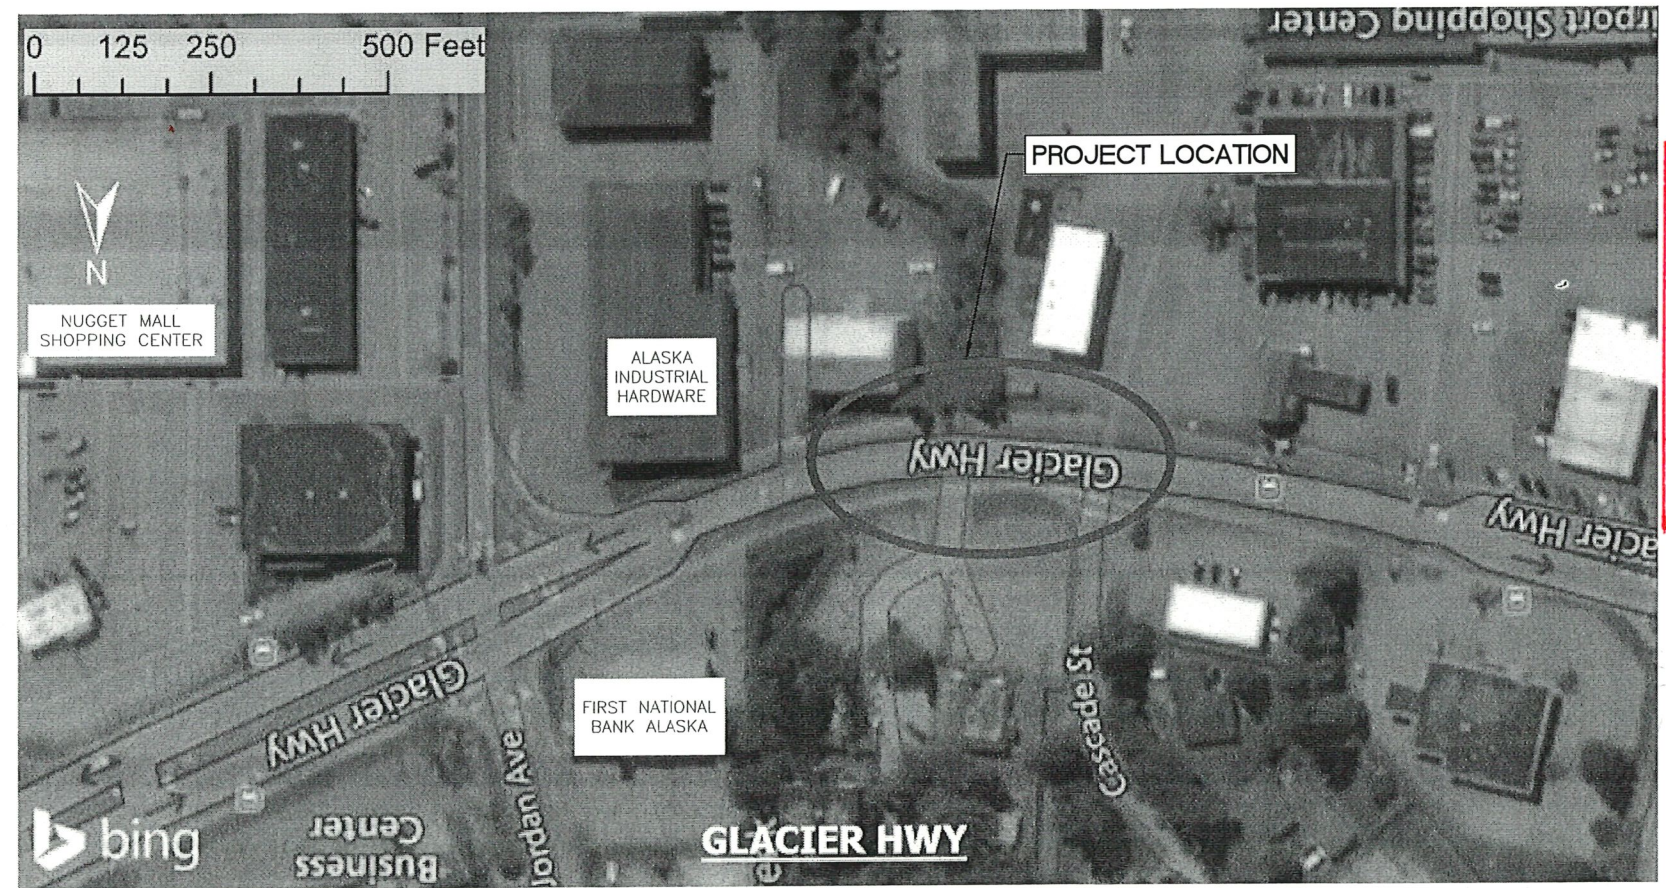 0 125 250 500 Feet
Airport Shopping
Center
PROJECT LOCATION
N
NUGGET MALL
SHOPPING CENTER
ALASKA
INDUSTRIAL
HARDWARE
Glacier Hwy
Glacier Hwy
Glacier Hwy
FIRST NATIONAL
BANK ALASKA
Cascade St
Jordan Ave
Business
Center
bing
GLACIER HWY